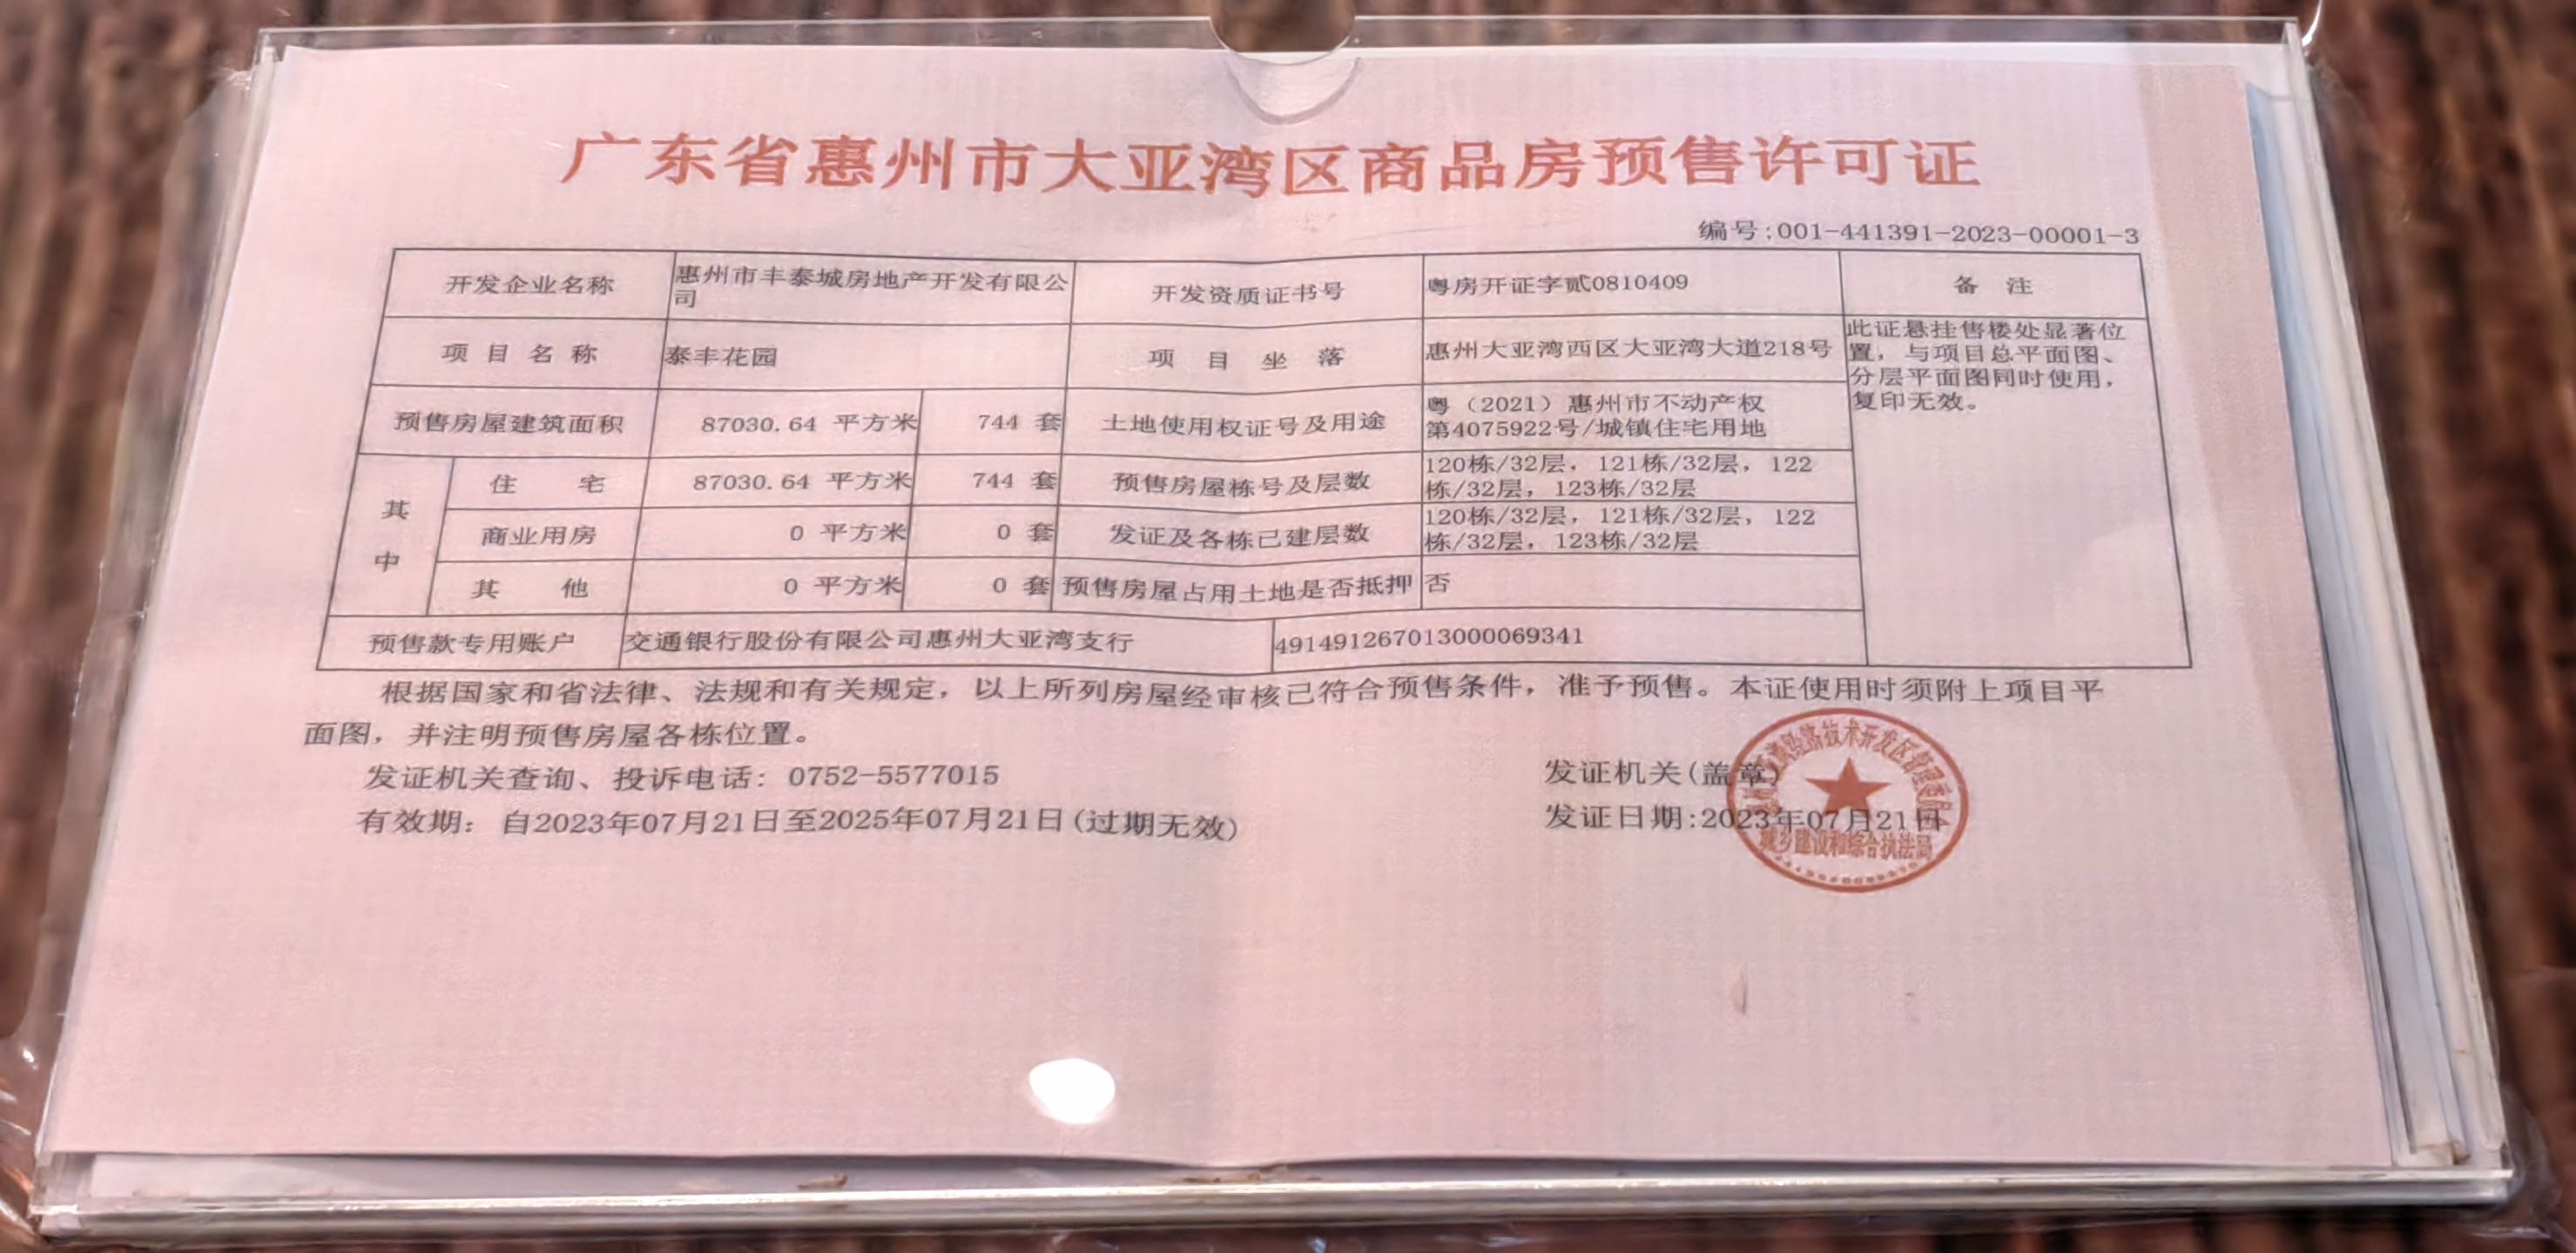 广东省惠州市大亚湾区商品房预售许可证
编号:001-441391-2023-00001-3
开发企业名称 惠州市丰泰城房地产开发有限公司 开发资质证书号 粤房开证字贰0810409 备 注
项 目 名 称 泰丰花园 项 目 坐 落 惠州大亚湾西区大亚湾大道218号
此证悬挂售楼处显著位
置，与项目总平面图、
分层平面图同时使用，
复印无效。
预售房屋建筑面积 87030.64 平方米 744 套 土地使用权证号及用途 粤（2021）惠州市不动产权
第4075922号/城镇住宅用地
其中
住 宅 87030.64 平方米 744 套 预售房屋栋号及层数 120栋/32层，121栋/32层，122
栋/32层，123栋/32层
商业用房 0 平方米 0 套 发证及各栋已建层数 120栋/32层，121栋/32层，122
栋/32层，123栋/32层
其 他 0 平方米 0 套 预售房屋占用土地是否抵押 否
预售款专用账户 交通银行股份有限公司惠州大亚湾支行 491491267013000069341
根据国家和省法律、法规和有关规定，以上所列房屋经审核已符合预售条件，准予预售。本证使用时须附上项目平
面图，并注明预售房屋各栋位置。
发证机关查询、投诉电话：0752-5577015 发证机关(盖章)
有效期：自2023年07月21日至2025年07月21日(过期无效) 发证日期:2023年07月21日
经济技术开发区管理委员会
城乡建设和综合执法局